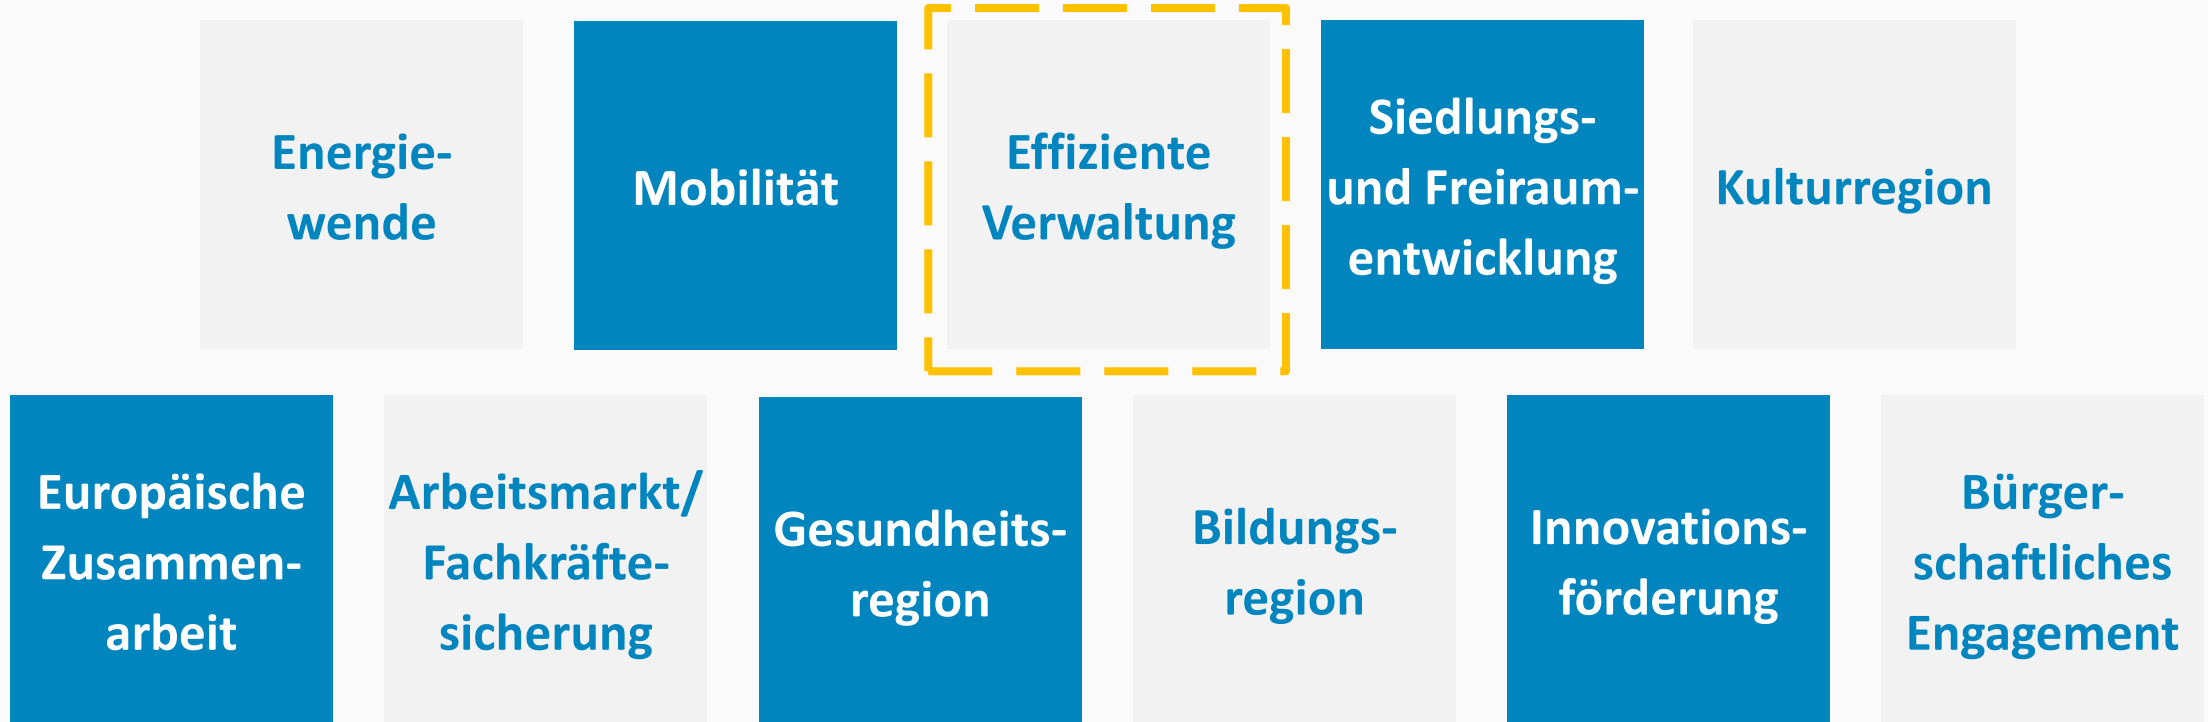 Energie-
wende
Mobilität
Effiziente
Verwaltung
Siedlungs-
und Freiraum-
entwicklung
Kulturregion
Europäische
Zusammen-
arbeit
Arbeitsmarkt/
Fachkräfte-
sicherung
Gesundheits-
region
Bildungs-
region
Innovations-
förderung
Bürger-
schaftliches
Engagement